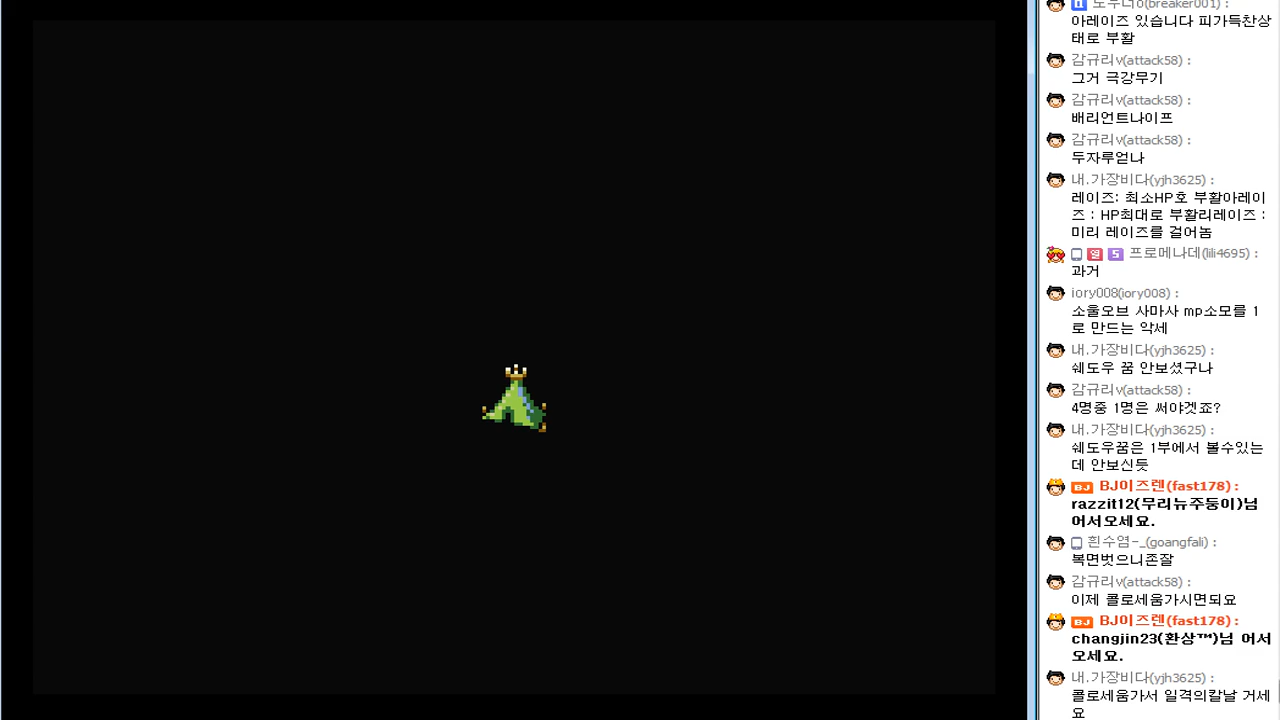 도우너o(breaker001) :
아레이즈 있습니다 피가득찬상
태로 부활
감규리v(attack58) :
그거 극강무기
감규리v(attack58) :
배리언트나이프
감규리v(attack58) :
두자루얻나
내.가장비다(yjh3625) :
레이즈: 최소HP호 부활아레이
즈 : HP최대로 부활리레이즈 :
미리 레이즈를 걸어놈
열 5 프로메나데(lili4695) :
과거
iory008(iory008) :
소울오브 사마사 mp소모를 1
로 만드는 악세
내.가장비다(yjh3625) :
쉐도우 꿈 안보셨구나
감규리v(attack58) :
4명중 1명은 써야겟죠?
내.가장비다(yjh3625) :
쉐도우꿈은 1부에서 볼수있는
데 안보신듯
BJ BJ이즈렌(fast178) :
razzit12(무리뉴주둥이)님
어서오세요.
흰수염-_(goangfali) :
복면벗으니존잘
감규리v(attack58) :
이제 콜로세움가시면되요
BJ BJ이즈렌(fast178) :
changjin23(환상™)님 어서
오세요.
내.가장비다(yjh3625) :
콜로세움가서 일격의칼날 거세
요